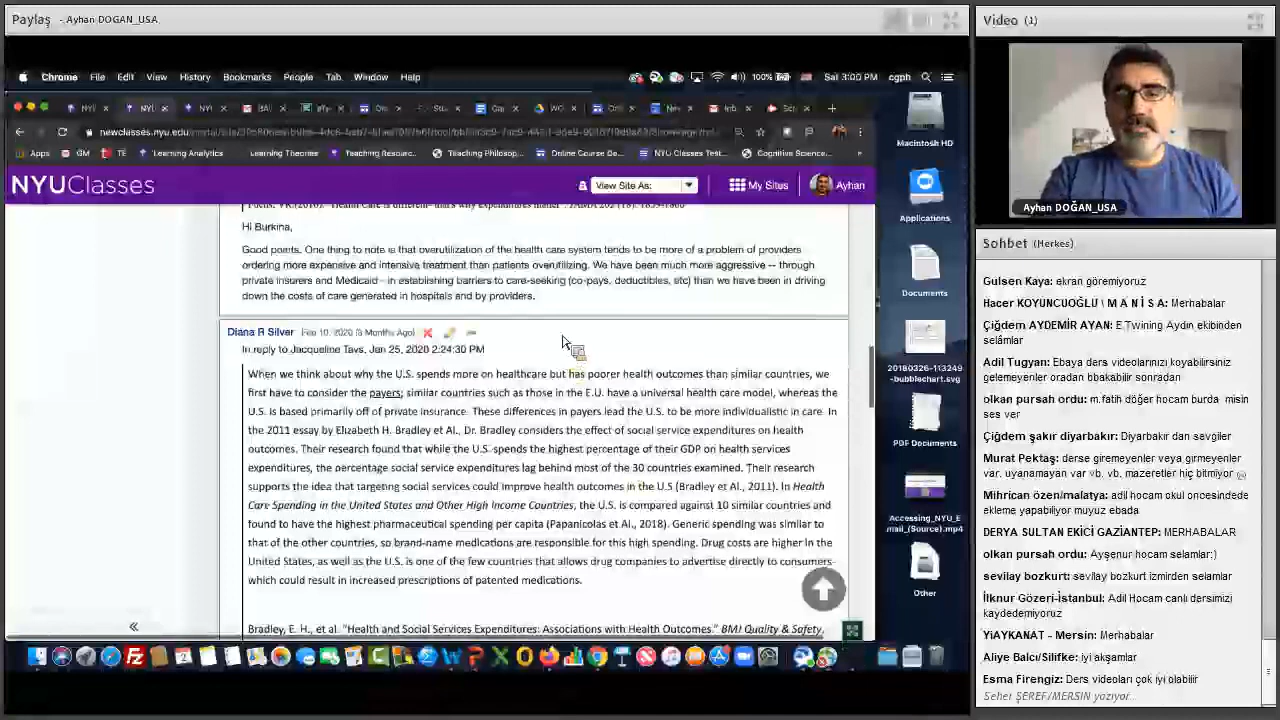 Paylaş - Ayhan DOĞAN_USA
Chrome File Edit View History Bookmarks People Tab Window Help
100% Sat 3:00 PM cgph
newclasses.nyu.edu
Apps GM TE Learning Analytics Learning Theories Teaching Resourc... Teaching Philosop... Online Course De... NYU Classes Test... Cognitive Science...
NYUClasses
View Site As: My Sites Ayhan
Hi Burkina,
Good points. One thing to note is that overutilization of the health care system tends to be more of a problem of providers
ordering more expensive and intensive treatment than patients overutilizing. We have been much more aggressive -- through
private insurers and Medicaid-- in establishing barriers to care-seeking (co-pays, deductibles, etc) than we have been in driving
down the costs of care generated in hospitals and by providers.
Diana R Silver Feb 10, 2020 Months Ago)
In reply to Jacqueline Tavs, Jan 25, 2020 2:24:30 PM
When we think about why the U.S. spends more on healthcare but has poorer health outcomes than similar countries, we
first have to consider the payers; similar countries such as those in the E.U. have a universal health care model, whereas the
U.S. is based primarily off of private insurance. These differences in payers lead the U.S. to be more individualistic in care. In
the 2011 essay by Elizabeth H. Bradley et al., Dr. Bradley considers the effect of social service expenditures on health
outcomes. Their research found that while the U.S. spends the highest percentage of their GDP on health services
expenditures, the percentage social service expenditures lag behind most of the 30 countries examined. Their research
supports the idea that targeting social services could improve health outcomes in the U.S (Bradley et al., 2011). In Health
Care Spending in the United States and Other High Income Countries, the U.S. is compared against 10 similar countries and
found to have the highest pharmaceutical spending per capita (Papanicolas et Al., 2018). Generic spending was similar to
that of the other countries, so brand-name medications are responsible for this high spending. Drug costs are higher in the
United States, as well as the U.S. is one of the few countries that allows drug companies to advertise directly to consumers-
which could result in increased prescriptions of patented medications.
Bradley, E. H., et al. "Health and Social Services Expenditures: Associations with Health Outcomes." BMJ Quality & Safety,
Macintosh HD
Applications
Documents
20180326-113249
-bubblechart.svg
PDF Documents
Accessing_NYU_E
mail_(Source).mp4
Other
Video (1)
Ayhan DOĞAN_USA
Sohbet (Herkes)
Gulsen Kaya: ekran göremiyoruz
Hacer KOYUNCUOĞLU \ M A N İ S A: Merhabalar
Çiğdem AYDEMİR AYAN: E Twining Aydın ekibinden
selâmlar
Adil Tugyan: Ebaya ders videolarınızı koyabilirsiniz
gelemeyenler oradan bbakabilir sonradan
olkan pursah ordu: m.fatih döğer hocam burda misin
ses ver
Çiğdem şakır diyarbakır: Diyarbakır dan savgiler
Murat Pektaş: derse giremeyenler veya girmeyenler
var, uyanamayan var vb, vb, mazeretler hiç bitmiyor
Mihrican özen/malatya: adil hocam okul oncesindede
ekleme yapabiliyor muyuz ebada
DERYA SULTAN EKİCİ GAZİANTEP: MERHABALAR
olkan pursah ordu: Ayşenur hocam selamlar:)
sevilay bozkurt: sevilay bozkurt izmirden selamlar
İlknur Gözeri-İstanbul: Adil Hocam canlı dersimizi
kaydedemiyoruz
YiAYKANAT - Mersin: Merhabalar
Aliye Balcı/Silifke: iyi akşamlar
Esma Firengiz: Ders videoları çok iyi olabilir
Seher ŞEREF/MERSIN yazıyor...